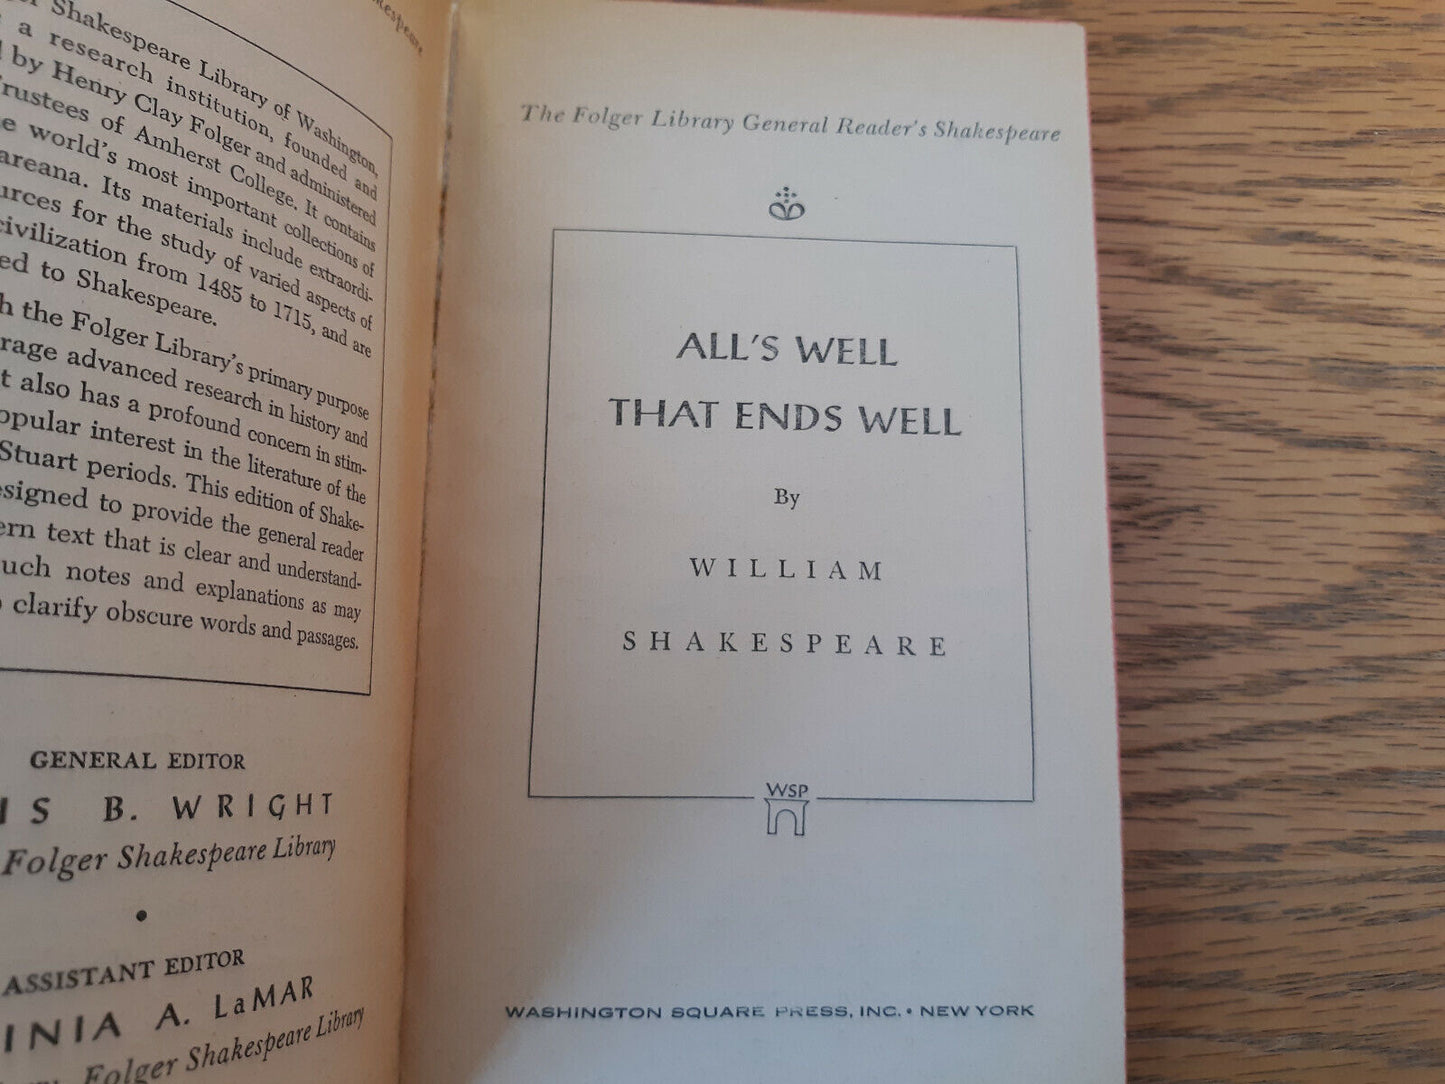 Shakespeare
Shakespeare Library of Washington,
a research institution, founded and
by Henry Clay Folger and administered
rustees of Amherst College. It contains
e world's most important collections of
areana. Its materials include extraordi-
urces for the study of varied aspects of
civilization from 1485 to 1715, and are
ed to Shakespeare.
h the Folger Library's primary purpose
rage advanced research in history and
t also has a profound concern in stim-
opular interest in the literature of the
Stuart periods. This edition of Shake-
esigned to provide the general reader
ern text that is clear and understand-
uch notes and explanations as may
clarify obscure words and passages.
GENERAL EDITOR
IS B. WRIGHT
Folger Shakespeare Library
•
ASSISTANT EDITOR
INIA A. LaMAR
Folger Shakespeare Library
The Folger Library General Reader's Shakespeare
ALL'S WELL
THAT ENDS WELL
By
WILLIAM
SHAKESPEARE
WSP
WASHINGTON SQUARE PRESS, INC. • NEW YORK